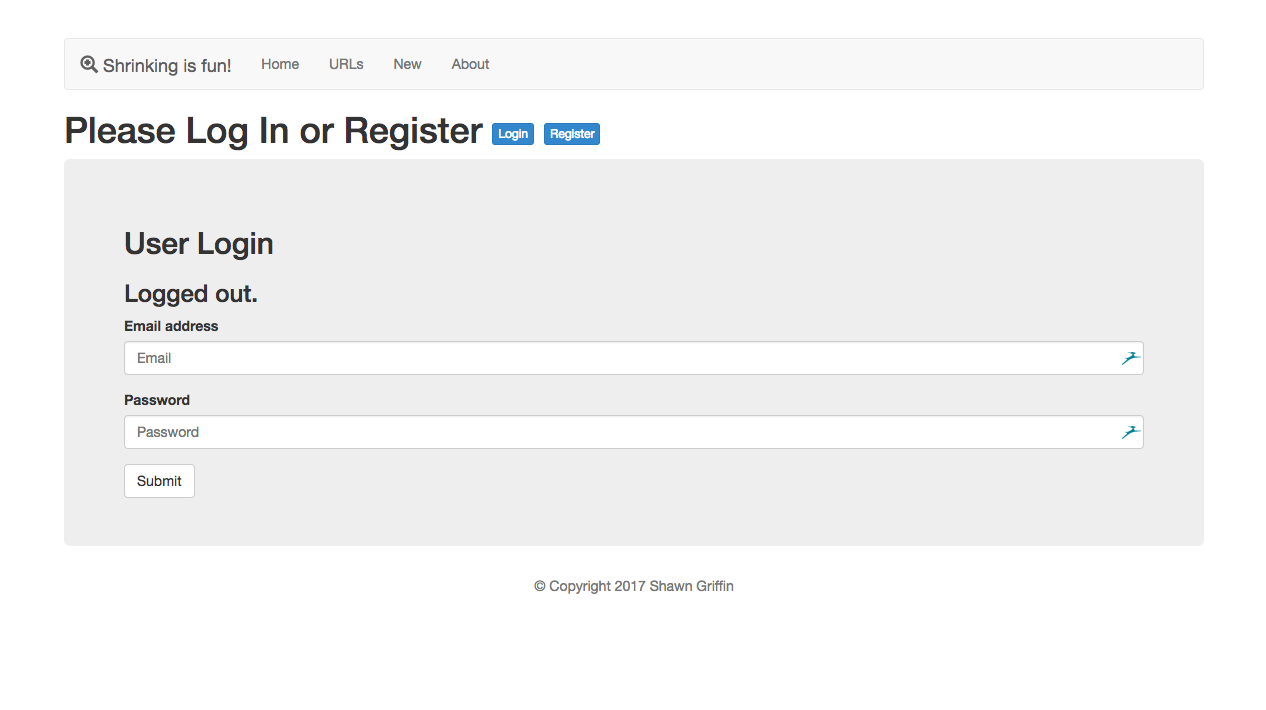 Shrinking is fun! Home URLs New About
Please Log In or Register Login Register
User Login
Logged out.
Email address
Email
Password
Password
Submit
© Copyright 2017 Shawn Griffin